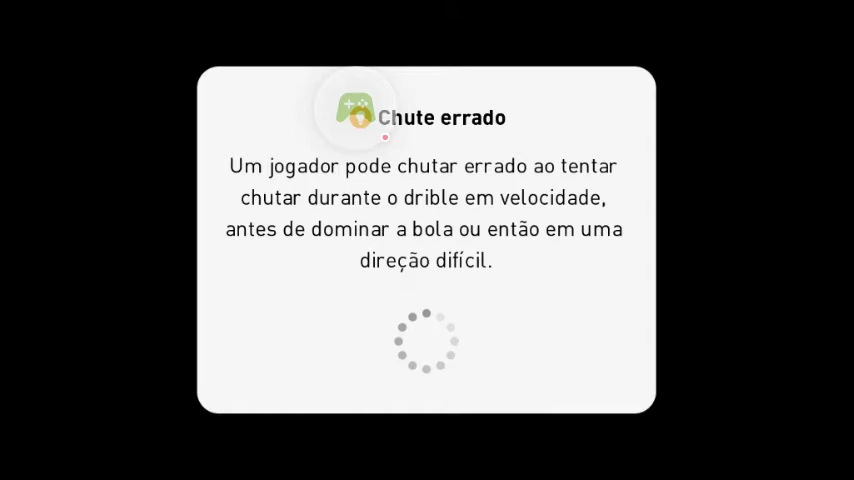 Chute errado
Um jogador pode chutar errado ao tentar
chutar durante o drible em velocidade,
antes de dominar a bola ou então em uma
direção difícil.